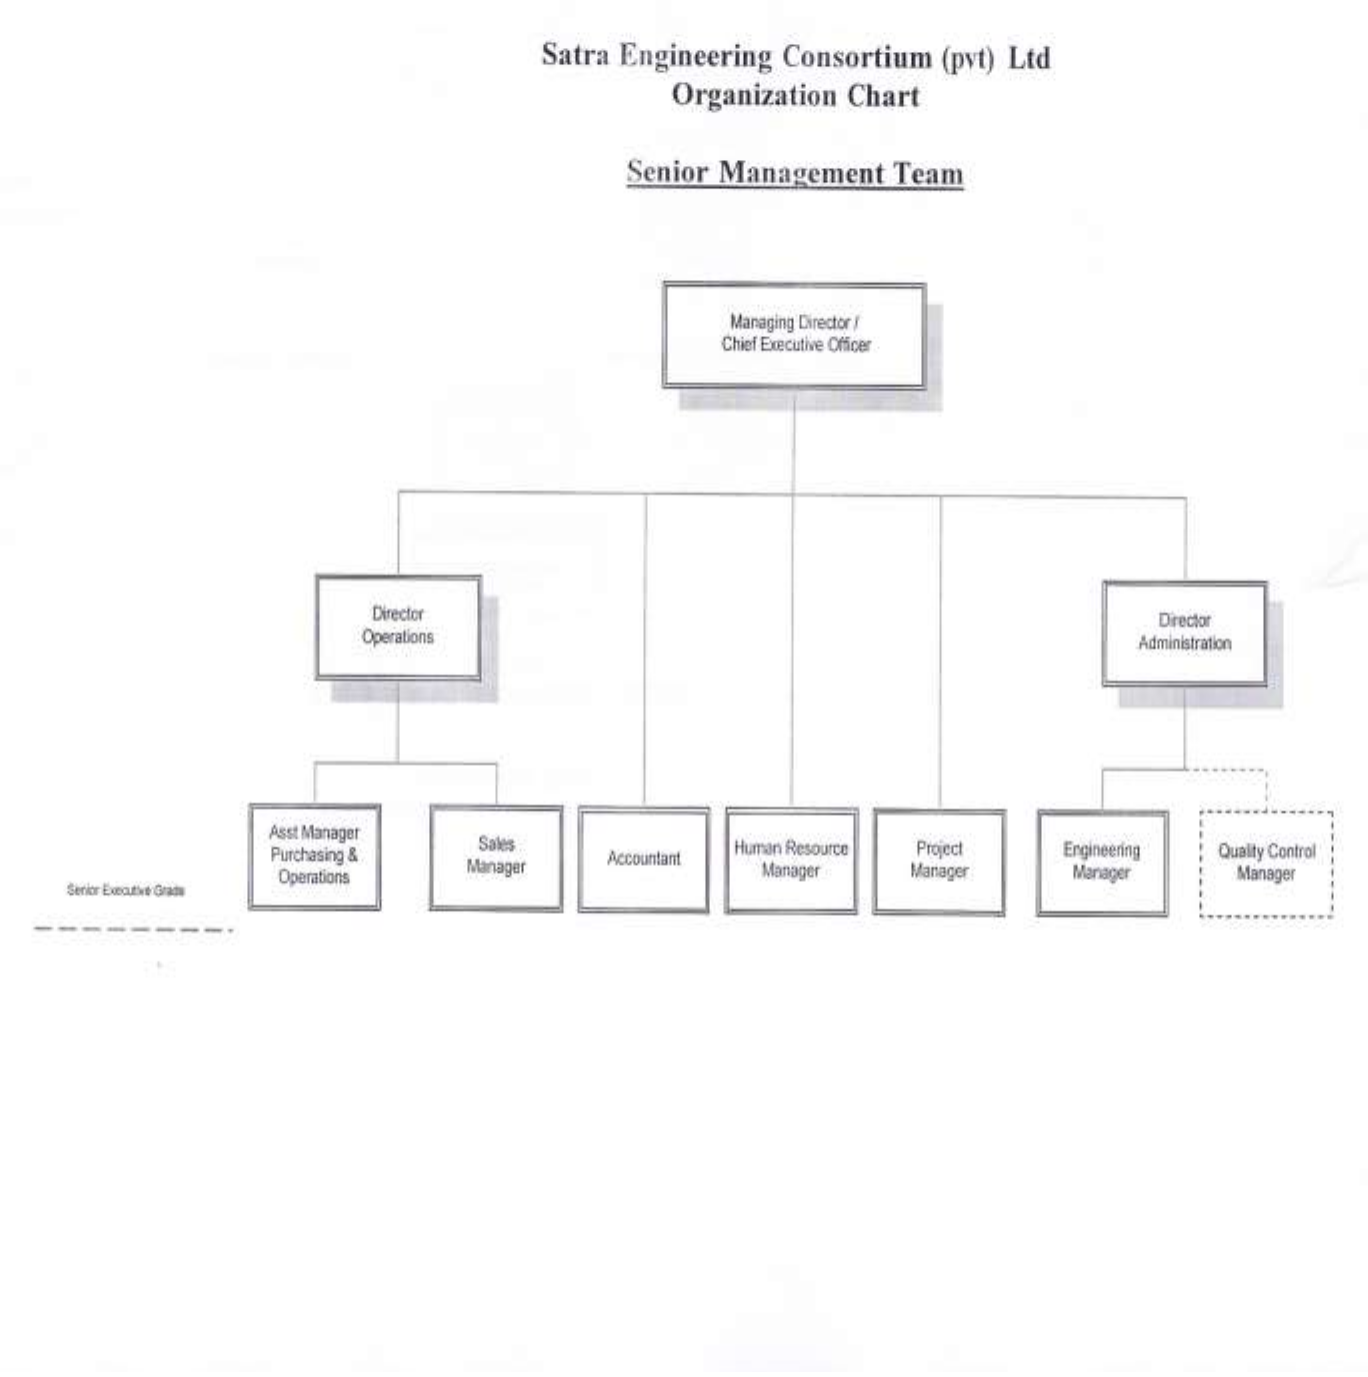 Satra Engineering Consortium (pvt) Ltd
Organization Chart
Senior Management Team
Managing Director /
Chief Executive Officer
Director
Operations
Director
Administration
Asst Manager
Purchasing &
Operations
Sales
Manager
Accountant
Human Resource
Manager
Project
Manager
Engineering
Manager
Quality Control
Manager
Senior Executive Grade